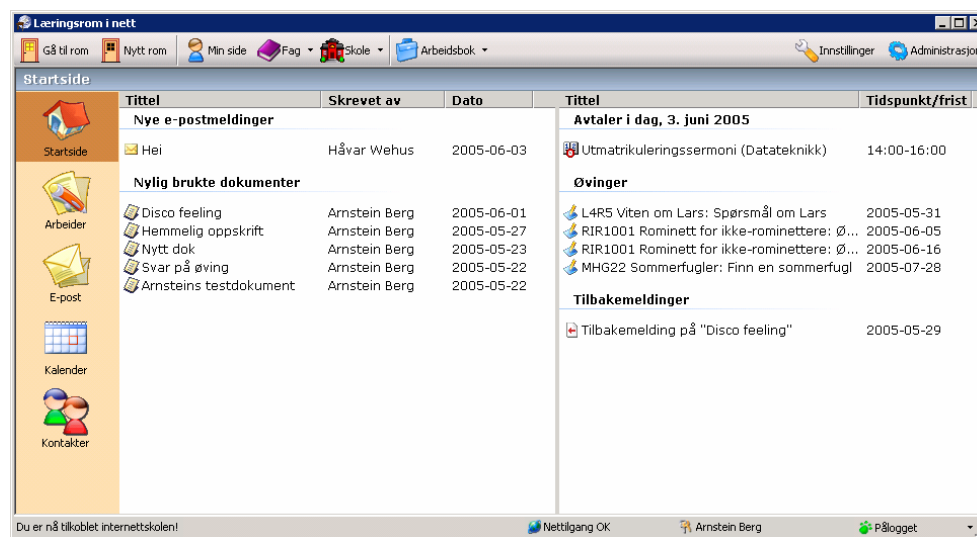 Læringsrom i nett
Gå til rom Nytt rom Min side Fag Skole Arbeidsbok Innstillinger Administrasjon
Startside
Tittel Skrevet av Dato Tittel Tidspunkt/frist
Nye e-postmeldinger Avtaler i dag, 3. juni 2005
Startside Hei Håvar Wehus 2005-06-03 Utmatrikuleringssermoni (Datateknikk) 14:00-16:00
Nylig brukte dokumenter Øvinger
Disco feeling Arnstein Berg 2005-06-01 L4R5 Viten om Lars: Spørsmål om Lars 2005-05-31
Arbeider Hemmelig oppskrift Arnstein Berg 2005-05-27 RIR1001 Rominett for ikke-rominettere: Ø... 2005-06-05
Nytt dok Arnstein Berg 2005-05-23 RIR1001 Rominett for ikke-rominettere: Ø... 2005-06-16
Svar på øving Arnstein Berg 2005-05-22 MHG22 Sommerfugler: Finn en sommerfugl 2005-07-28
Arnsteins testdokument Arnstein Berg 2005-05-22
E-post Tilbakemeldinger
Tilbakemelding på "Disco feeling" 2005-05-29
Kalender
Kontakter
Du er nå tilkoblet internettskolen! Nettilgang OK Arnstein Berg Pålogget